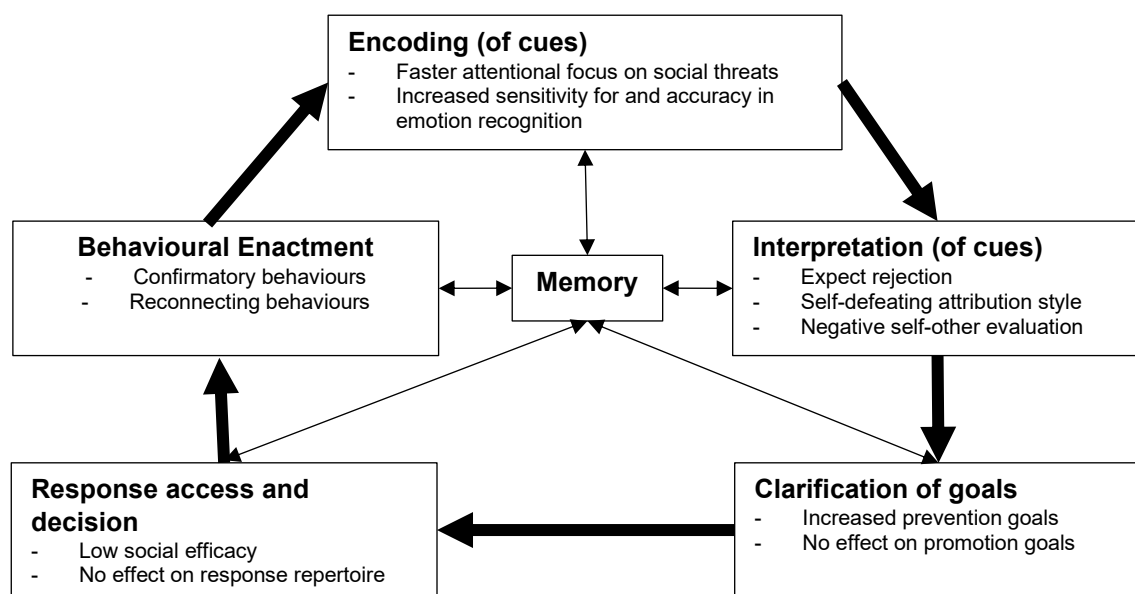 Encoding (of cues)
- Faster attentional focus on social threats
- Increased sensitivity for and accuracy in
emotion recognition
Behavioural Enactment
- Confirmatory behaviours
- Reconnecting behaviours
Memory
Interpretation (of cues)
- Expect rejection
- Self-defeating attribution style
- Negative self-other evaluation
Response access and
decision
- Low social efficacy
- No effect on response repertoire
Clarification of goals
- Increased prevention goals
- No effect on promotion goals